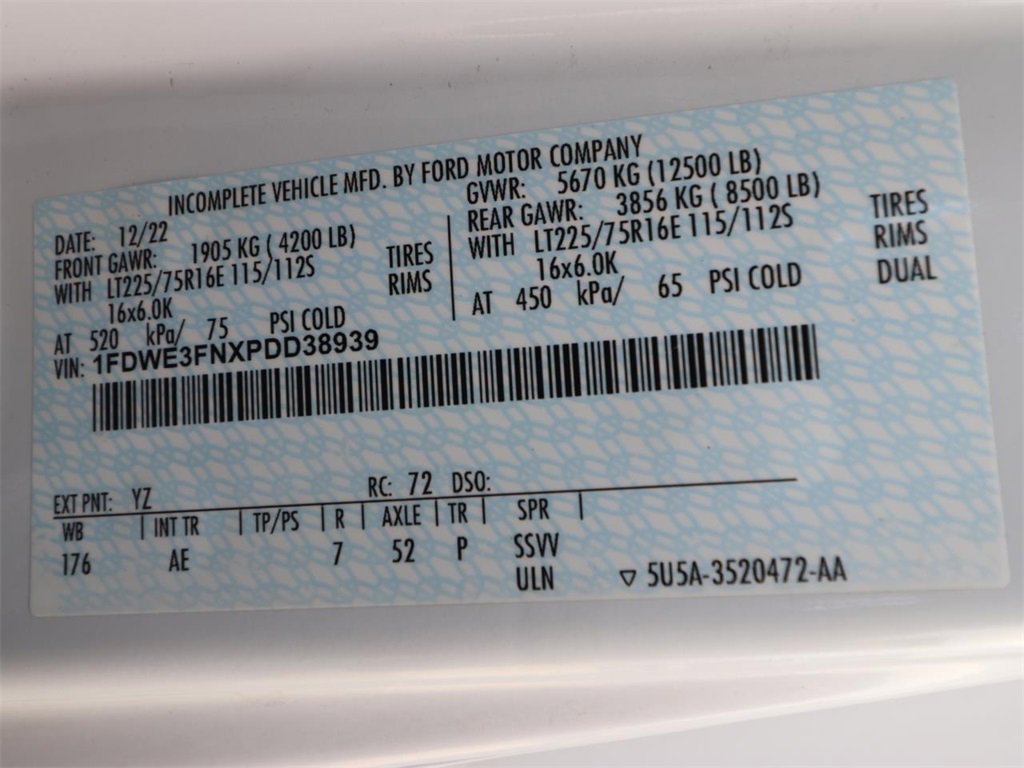 INCOMPLETE VEHICLE MFD. BY FORD MOTOR COMPANY
DATE: 12/22
FRONT GAWR: 1905 KG ( 4200 LB)
WITH LT225/75R16E 115/112S TIRES
16x6.0K RIMS
AT 520 kPa/ 75 PSI COLD
GVWR: 5670 KG (12500 LB)
REAR GAWR: 3856 KG ( 8500 LB)
WITH LT225/75R16E 115/112S TIRES
16x6.0K RIMS
AT 450 kPa/ 65 PSI COLD DUAL
VIN: 1FDWE3FNXPDD38939
EXT PNT: YZ RC: 72 DSO:
WB | INT TR | TP/PS | R | AXLE | TR | SPR |
176 AE 7 52 P SSVV
ULN ▽ 5U5A-3520472-AA